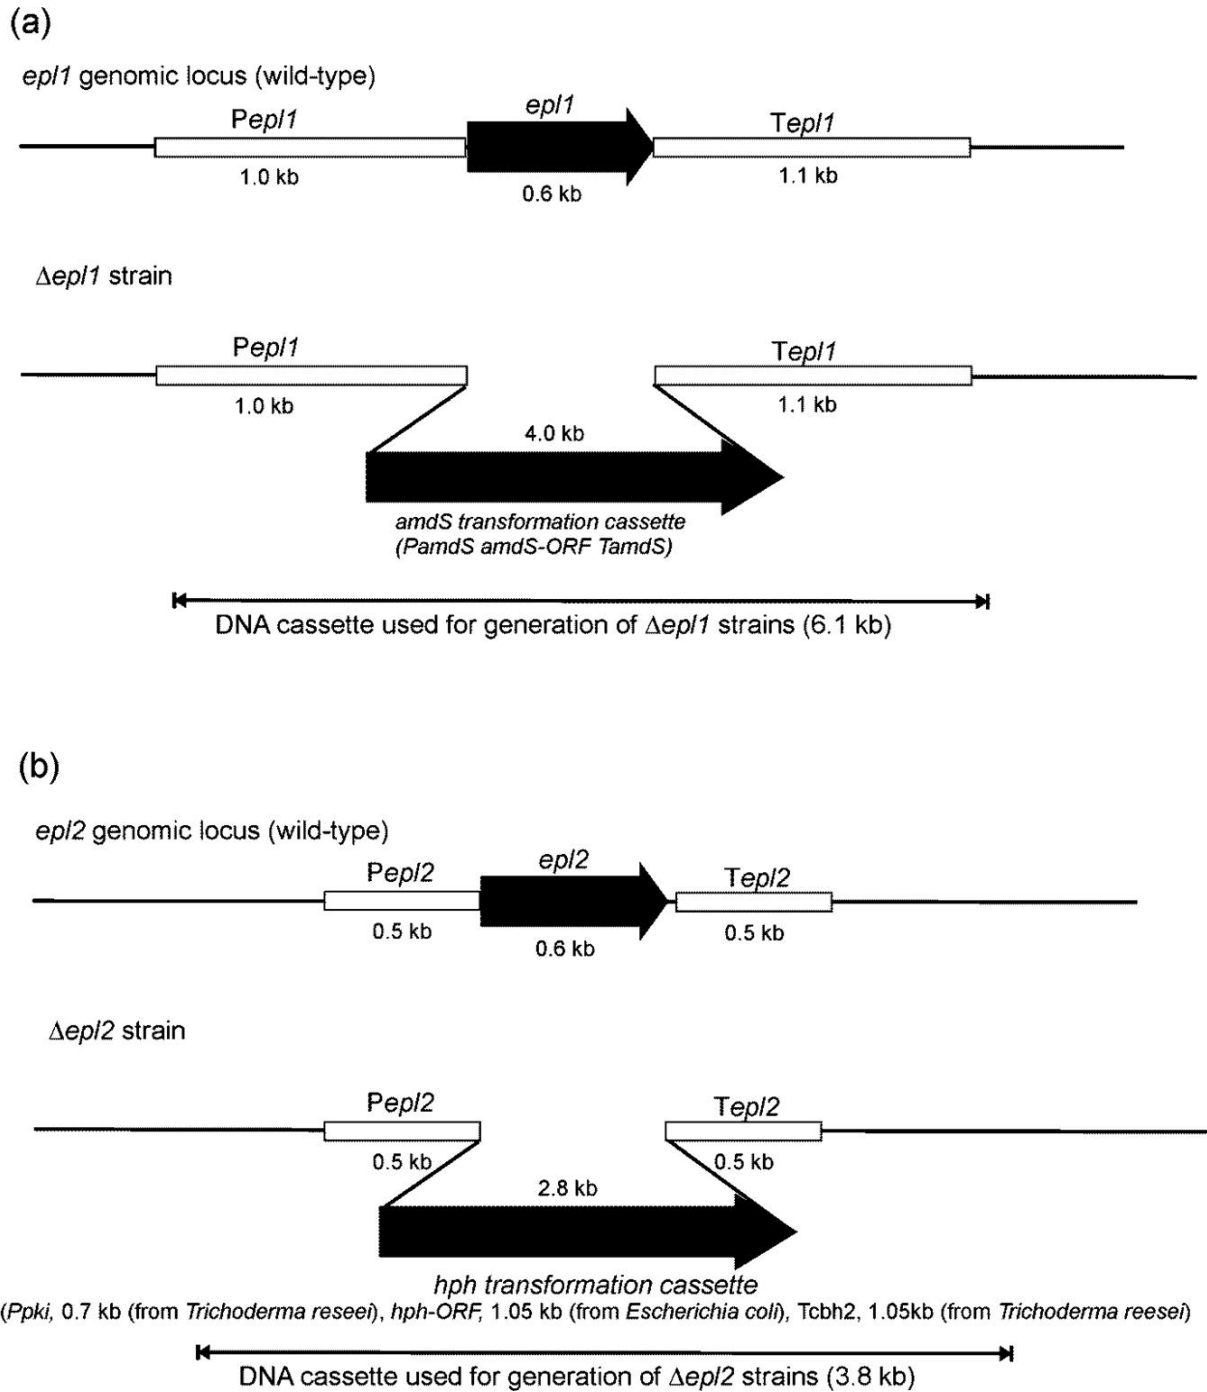 (a)
epl1 genomic locus (wild-type)
Pepl1
epl1
Tepl1
1.0 kb
0.6 kb
1.1 kb
Δepl1 strain
Pepl1
Tepl1
1.0 kb
1.1 kb
4.0 kb
amdS transformation cassette
(PamdS amdS-ORF TamdS)
DNA cassette used for generation of Δepl1 strains (6.1 kb)
(b)
epl2 genomic locus (wild-type)
Pepl2
epl2
Tepl2
0.5 kb
0.6 kb
0.5 kb
Δepl2 strain
Pepl2
Tepl2
0.5 kb
0.5 kb
2.8 kb
hph transformation cassette
(Ppki, 0.7 kb (from Trichoderma reseei), hph-ORF, 1.05 kb (from Escherichia coli), Tcbh2, 1.05kb (from Trichoderma reesei)
DNA cassette used for generation of Δepl2 strains (3.8 kb)